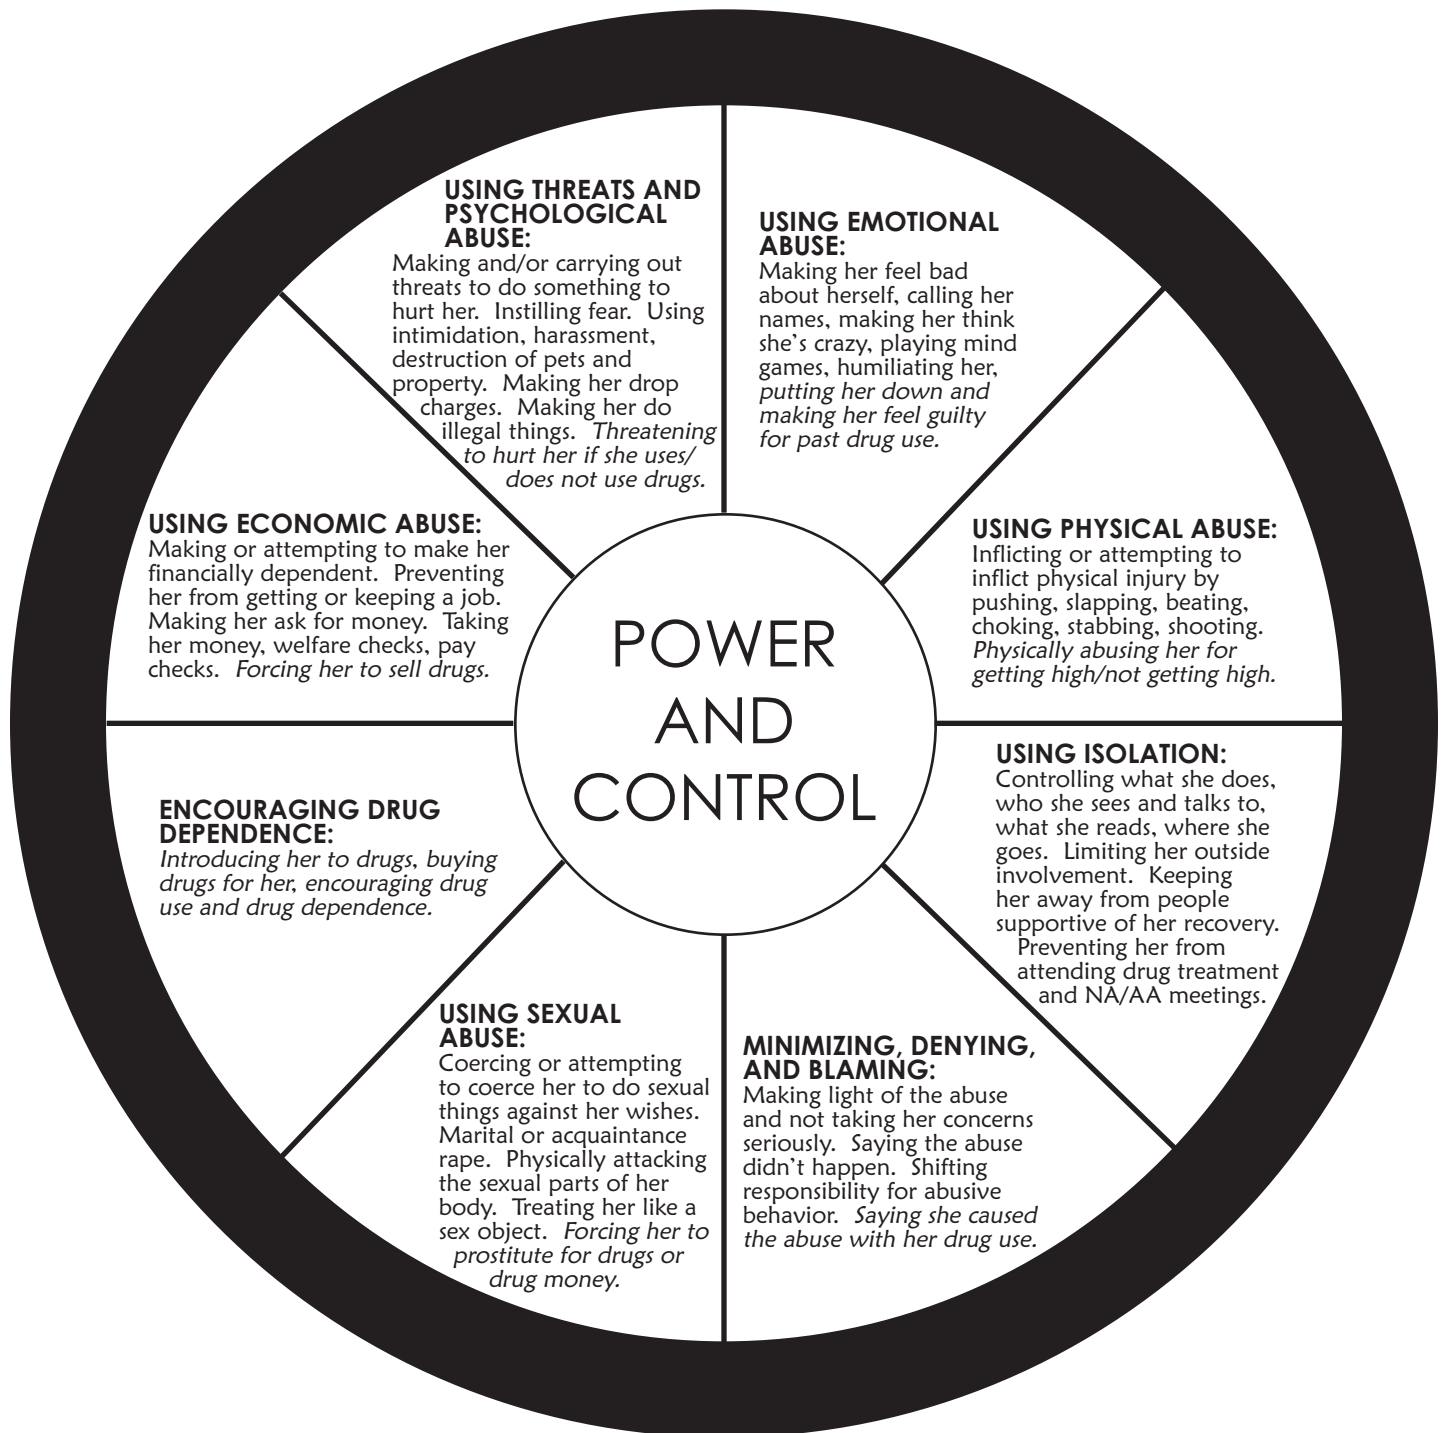 USING THREATS AND
PSYCHOLOGICAL
ABUSE:
Making and/or carrying out
threats to do something to
hurt her.  Instilling fear.  Using
intimidation, harassment,
destruction of pets and
property.  Making her drop
charges.  Making her do
illegal things.  Threatening
to hurt her if she uses/
does not use drugs.
USING EMOTIONAL
ABUSE:
Making her feel bad
about herself, calling her
names, making her think
she's crazy, playing mind
games, humiliating her,
putting her down and
making her feel guilty
for past drug use.
USING PHYSICAL ABUSE:
Inflicting or attempting to
inflict physical injury by
pushing, slapping, beating,
choking, stabbing, shooting.
Physically abusing her for
getting high/not getting high.
USING ISOLATION:
Controlling what she does,
who she sees and talks to,
what she reads, where she
goes.  Limiting her outside
involvement.  Keeping
her away from people
supportive of her recovery.
Preventing her from
attending drug treatment
and NA/AA meetings.
MINIMIZING, DENYING,
AND BLAMING:
Making light of the abuse
and not taking her concerns
seriously.  Saying the abuse
didn't happen.  Shifting
responsibility for abusive
behavior.  Saying she caused
the abuse with her drug use.
USING SEXUAL
ABUSE:
Coercing or attempting
to coerce her to do sexual
things against her wishes.
Marital or acquaintance
rape.  Physically attacking
the sexual parts of her
body.  Treating her like a
sex object.  Forcing her to
prostitute for drugs or
drug money.
ENCOURAGING DRUG
DEPENDENCE:
Introducing her to drugs, buying
drugs for her, encouraging drug
use and drug dependence.
USING ECONOMIC ABUSE:
Making or attempting to make her
financially dependent.  Preventing
her from getting or keeping a job.
Making her ask for money.  Taking
her money, welfare checks, pay
checks.  Forcing her to sell drugs.
POWER
AND
CONTROL